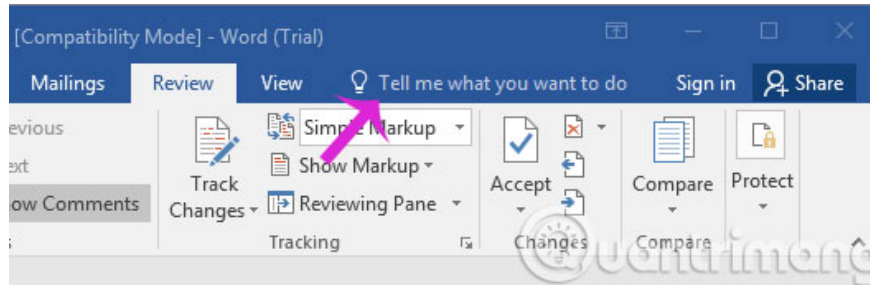 [Compatibility Mode] - Word (Trial)
Mailings Review View Tell me what you want to do Sign in Share
evious Simple Markup
ext Show Markup
ow Comments Track Changes Reviewing Pane Accept Compare Protect
s Tracking Changes Compare
Quantrimang